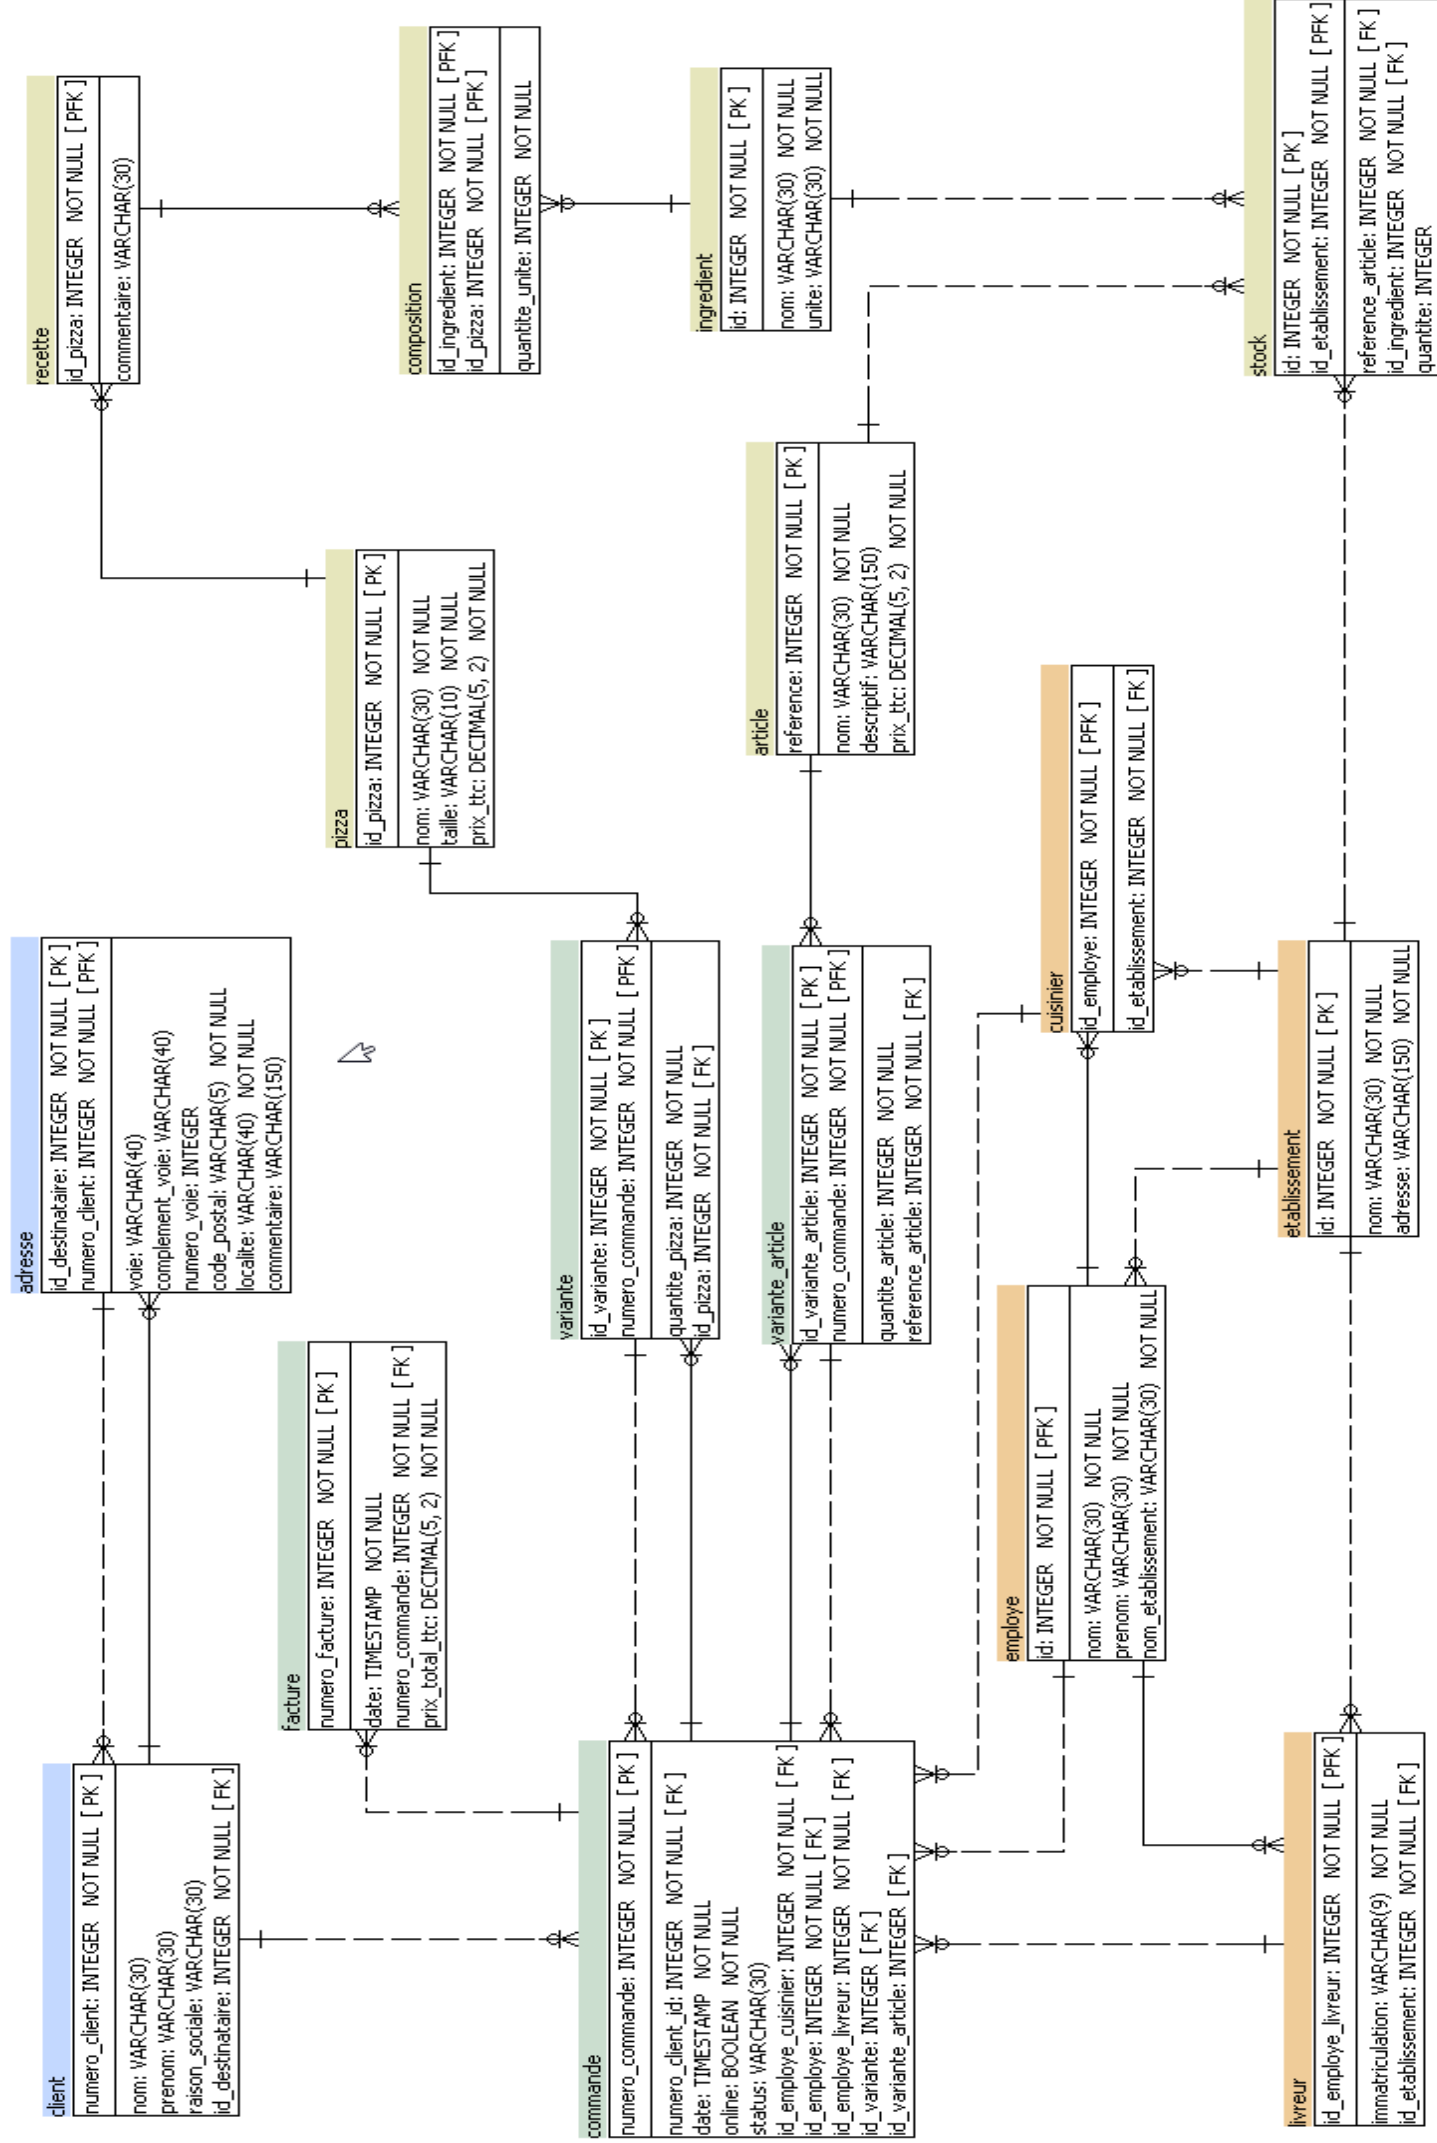 client
numero_client: INTEGER NOT NULL [ PK ]
nom: VARCHAR(30)
prenom: VARCHAR(30)
raison_sociale: VARCHAR(30)
id_destinataire: INTEGER NOT NULL [ FK ]
adresse
id_destinataire: INTEGER NOT NULL [ PK ]
numero_client: INTEGER NOT NULL [ PFK ]
voie: VARCHAR(40)
complement_voie: VARCHAR(40)
numero_voie: INTEGER
code_postal: VARCHAR(5) NOT NULL
localite: VARCHAR(40) NOT NULL
commentaire: VARCHAR(150)
recette
id_pizza: INTEGER NOT NULL [ PFK ]
commentaire: VARCHAR(30)
facture
numero_facture: INTEGER NOT NULL [ PK ]
date: TIMESTAMP NOT NULL
numero_commande: INTEGER NOT NULL [ FK ]
prix_total_ttc: DECIMAL(5, 2) NOT NULL
pizza
id_pizza: INTEGER NOT NULL [ PK ]
nom: VARCHAR(30) NOT NULL
taille: VARCHAR(10) NOT NULL
prix_ttc: DECIMAL(5, 2) NOT NULL
composition
id_ingredient: INTEGER NOT NULL [ PFK ]
id_pizza: INTEGER NOT NULL [ PFK ]
quantite_unite: INTEGER NOT NULL
commande
numero_commande: INTEGER NOT NULL [ PK ]
numero_client_id: INTEGER NOT NULL [ FK ]
date: TIMESTAMP NOT NULL
online: BOOLEAN NOT NULL
status: VARCHAR(30)
id_employe_cuisinier: INTEGER NOT NULL [ FK ]
id_employe: INTEGER NOT NULL [ FK ]
id_employe_livreur: INTEGER NOT NULL [ FK ]
id_variante: INTEGER [ FK ]
id_variante_article: INTEGER [ FK ]
variante
id_variante: INTEGER NOT NULL [ PK ]
numero_commande: INTEGER NOT NULL [ PFK ]
quantite_pizza: INTEGER NOT NULL
id_pizza: INTEGER NOT NULL [ FK ]
variante_article
id_variante_article: INTEGER NOT NULL [ PK ]
numero_commande: INTEGER NOT NULL [ PFK ]
quantite_article: INTEGER NOT NULL
reference_article: INTEGER NOT NULL [ FK ]
article
reference: INTEGER NOT NULL [ PK ]
nom: VARCHAR(30) NOT NULL
descriptif: VARCHAR(150)
prix_ttc: DECIMAL(5, 2) NOT NULL
ingredient
id: INTEGER NOT NULL [ PK ]
nom: VARCHAR(30) NOT NULL
unite: VARCHAR(30) NOT NULL
employe
id: INTEGER NOT NULL [ PFK ]
nom: VARCHAR(30) NOT NULL
prenom: VARCHAR(30) NOT NULL
nom_etablissement: VARCHAR(30) NOT NULL
cuisinier
id_employe: INTEGER NOT NULL [ PFK ]
id_etablissement: INTEGER NOT NULL [ FK ]
livreur
id_employe_livreur: INTEGER NOT NULL [ PFK ]
immatriculation: VARCHAR(9) NOT NULL
id_etablissement: INTEGER NOT NULL [ FK ]
etablissement
id: INTEGER NOT NULL [ PK ]
nom: VARCHAR(30) NOT NULL
adresse: VARCHAR(150) NOT NULL
stock
id: INTEGER NOT NULL [ PK ]
id_etablissement: INTEGER NOT NULL [ PFK ]
reference_article: INTEGER NOT NULL [ FK ]
id_ingredient: INTEGER NOT NULL [ FK ]
quantite: INTEGER